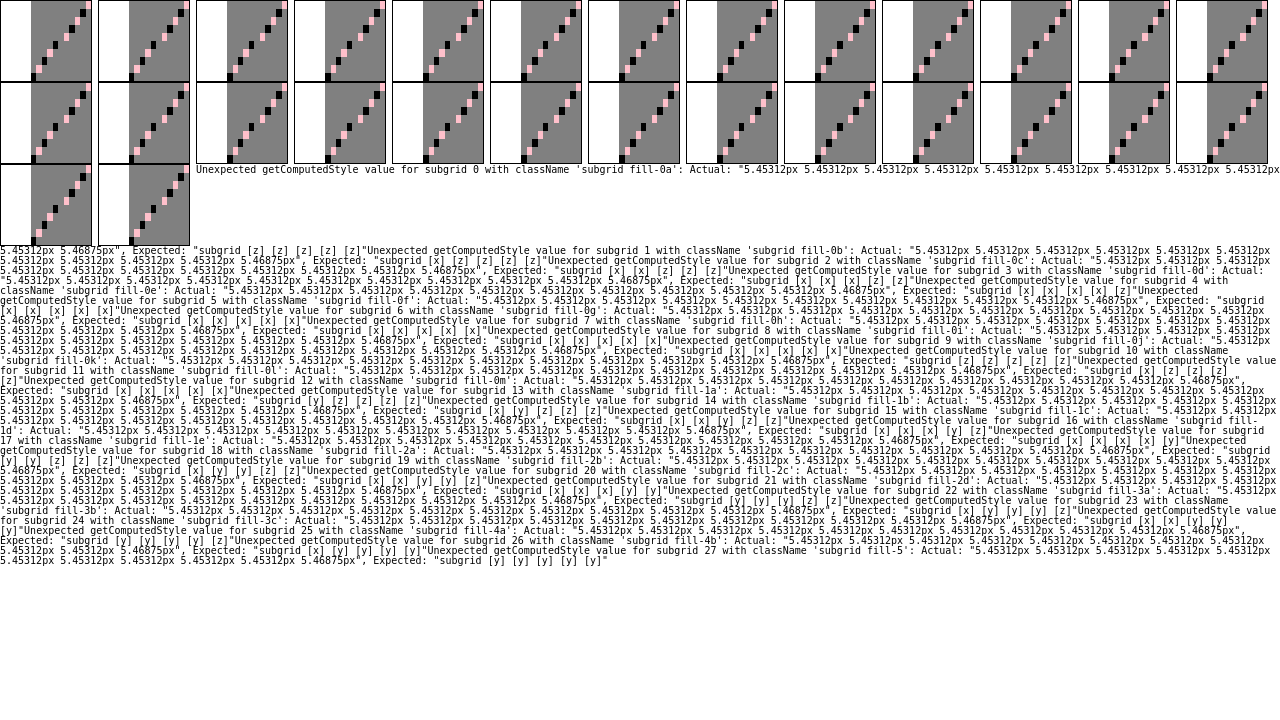 Unexpected getComputedStyle value for subgrid 0 with className 'subgrid fill-0a': Actual: "5.45312px 5.45312px 5.45312px 5.45312px 5.45312px 5.45312px 5.45312px 5.45312px 5.45312px
5.45312px 5.46875px", Expected: "subgrid [z] [z] [z] [z] [z]"Unexpected getComputedStyle value for subgrid 1 with className 'subgrid fill-0b': Actual: "5.45312px 5.45312px 5.45312px 5.45312px 5.45312px 5.45312px
5.45312px 5.45312px 5.45312px 5.45312px 5.46875px", Expected: "subgrid [x] [z] [z] [z] [z]"Unexpected getComputedStyle value for subgrid 2 with className 'subgrid fill-0c': Actual: "5.45312px 5.45312px 5.45312px
5.45312px 5.45312px 5.45312px 5.45312px 5.45312px 5.45312px 5.45312px 5.46875px", Expected: "subgrid [x] [x] [z] [z] [z]"Unexpected getComputedStyle value for subgrid 3 with className 'subgrid fill-0d': Actual:
"5.45312px 5.45312px 5.45312px 5.45312px 5.45312px 5.45312px 5.45312px 5.45312px 5.45312px 5.45312px 5.46875px", Expected: "subgrid [x] [x] [x] [z] [z]"Unexpected getComputedStyle value for subgrid 4 with
className 'subgrid fill-0e': Actual: "5.45312px 5.45312px 5.45312px 5.45312px 5.45312px 5.45312px 5.45312px 5.45312px 5.45312px 5.45312px 5.46875px", Expected: "subgrid [x] [x] [x] [x] [z]"Unexpected
getComputedStyle value for subgrid 5 with className 'subgrid fill-0f': Actual: "5.45312px 5.45312px 5.45312px 5.45312px 5.45312px 5.45312px 5.45312px 5.45312px 5.45312px 5.45312px 5.46875px", Expected: "subgrid
[x] [x] [x] [x] [x]"Unexpected getComputedStyle value for subgrid 6 with className 'subgrid fill-0g': Actual: "5.45312px 5.45312px 5.45312px 5.45312px 5.45312px 5.45312px 5.45312px 5.45312px 5.45312px 5.45312px
5.46875px", Expected: "subgrid [x] [x] [x] [x] [x]"Unexpected getComputedStyle value for subgrid 7 with className 'subgrid fill-0h': Actual: "5.45312px 5.45312px 5.45312px 5.45312px 5.45312px 5.45312px 5.45312px
5.45312px 5.45312px 5.45312px 5.46875px", Expected: "subgrid [x] [x] [x] [x] [x]"Unexpected getComputedStyle value for subgrid 8 with className 'subgrid fill-0i': Actual: "5.45312px 5.45312px 5.45312px 5.45312px
5.45312px 5.45312px 5.45312px 5.45312px 5.45312px 5.45312px 5.46875px", Expected: "subgrid [x] [x] [x] [x] [x]"Unexpected getComputedStyle value for subgrid 9 with className 'subgrid fill-0j': Actual: "5.45312px
5.45312px 5.45312px 5.45312px 5.45312px 5.45312px 5.45312px 5.45312px 5.45312px 5.45312px 5.46875px", Expected: "subgrid [x] [x] [x] [x] [x]"Unexpected getComputedStyle value for subgrid 10 with className
'subgrid fill-0k': Actual: "5.45312px 5.45312px 5.45312px 5.45312px 5.45312px 5.45312px 5.45312px 5.45312px 5.45312px 5.45312px 5.46875px", Expected: "subgrid [z] [z] [z] [z] [z]"Unexpected getComputedStyle value
for subgrid 11 with className 'subgrid fill-0l': Actual: "5.45312px 5.45312px 5.45312px 5.45312px 5.45312px 5.45312px 5.45312px 5.45312px 5.45312px 5.45312px 5.46875px", Expected: "subgrid [x] [z] [z] [z]
[z]"Unexpected getComputedStyle value for subgrid 12 with className 'subgrid fill-0m': Actual: "5.45312px 5.45312px 5.45312px 5.45312px 5.45312px 5.45312px 5.45312px 5.45312px 5.45312px 5.45312px 5.46875px",
Expected: "subgrid [x] [x] [x] [x] [z]"Unexpected getComputedStyle value for subgrid 13 with className 'subgrid fill-1a': Actual: "5.45312px 5.45312px 5.45312px 5.45312px 5.45312px 5.45312px 5.45312px 5.45312px
5.45312px 5.45312px 5.46875px", Expected: "subgrid [y] [z] [z] [z] [z]"Unexpected getComputedStyle value for subgrid 14 with className 'subgrid fill-1b': Actual: "5.45312px 5.45312px 5.45312px 5.45312px 5.45312px
5.45312px 5.45312px 5.45312px 5.45312px 5.45312px 5.46875px", Expected: "subgrid [x] [y] [z] [z] [z]"Unexpected getComputedStyle value for subgrid 15 with className 'subgrid fill-1c': Actual: "5.45312px 5.45312px
5.45312px 5.45312px 5.45312px 5.45312px 5.45312px 5.45312px 5.45312px 5.45312px 5.46875px", Expected: "subgrid [x] [x] [y] [z] [z]"Unexpected getComputedStyle value for subgrid 16 with className 'subgrid fill-
1d': Actual: "5.45312px 5.45312px 5.45312px 5.45312px 5.45312px 5.45312px 5.45312px 5.45312px 5.45312px 5.45312px 5.46875px", Expected: "subgrid [x] [x] [x] [y] [z]"Unexpected getComputedStyle value for subgrid
17 with className 'subgrid fill-1e': Actual: "5.45312px 5.45312px 5.45312px 5.45312px 5.45312px 5.45312px 5.45312px 5.45312px 5.45312px 5.45312px 5.46875px", Expected: "subgrid [x] [x] [x] [x] [y]"Unexpected
getComputedStyle value for subgrid 18 with className 'subgrid fill-2a': Actual: "5.45312px 5.45312px 5.45312px 5.45312px 5.45312px 5.45312px 5.45312px 5.45312px 5.45312px 5.45312px 5.46875px", Expected: "subgrid
[y] [y] [z] [z] [z]"Unexpected getComputedStyle value for subgrid 19 with className 'subgrid fill-2b': Actual: "5.45312px 5.45312px 5.45312px 5.45312px 5.45312px 5.45312px 5.45312px 5.45312px 5.45312px 5.45312px
5.46875px", Expected: "subgrid [x] [y] [y] [z] [z]"Unexpected getComputedStyle value for subgrid 20 with className 'subgrid fill-2c': Actual: "5.45312px 5.45312px 5.45312px 5.45312px 5.45312px 5.45312px 5.45312px
5.45312px 5.45312px 5.45312px 5.46875px", Expected: "subgrid [x] [x] [y] [y] [z]"Unexpected getComputedStyle value for subgrid 21 with className 'subgrid fill-2d': Actual: "5.45312px 5.45312px 5.45312px 5.45312px
5.45312px 5.45312px 5.45312px 5.45312px 5.45312px 5.45312px 5.46875px", Expected: "subgrid [x] [x] [x] [y] [y]"Unexpected getComputedStyle value for subgrid 22 with className 'subgrid fill-3a': Actual: "5.45312px
5.45312px 5.45312px 5.45312px 5.45312px 5.45312px 5.45312px 5.45312px 5.45312px 5.45312px 5.46875px", Expected: "subgrid [y] [y] [y] [z] [z]"Unexpected getComputedStyle value for subgrid 23 with className
'subgrid fill-3b': Actual: "5.45312px 5.45312px 5.45312px 5.45312px 5.45312px 5.45312px 5.45312px 5.45312px 5.45312px 5.45312px 5.46875px", Expected: "subgrid [x] [y] [y] [y] [z]"Unexpected getComputedStyle value
for subgrid 24 with className 'subgrid fill-3c': Actual: "5.45312px 5.45312px 5.45312px 5.45312px 5.45312px 5.45312px 5.45312px 5.45312px 5.45312px 5.45312px 5.46875px", Expected: "subgrid [x] [x] [y] [y]
[y]"Unexpected getComputedStyle value for subgrid 25 with className 'subgrid fill-4a': Actual: "5.45312px 5.45312px 5.45312px 5.45312px 5.45312px 5.45312px 5.45312px 5.45312px 5.45312px 5.45312px 5.46875px",
Expected: "subgrid [y] [y] [y] [y] [z]"Unexpected getComputedStyle value for subgrid 26 with className 'subgrid fill-4b': Actual: "5.45312px 5.45312px 5.45312px 5.45312px 5.45312px 5.45312px 5.45312px 5.45312px
5.45312px 5.45312px 5.46875px", Expected: "subgrid [x] [y] [y] [y] [y]"Unexpected getComputedStyle value for subgrid 27 with className 'subgrid fill-5': Actual: "5.45312px 5.45312px 5.45312px 5.45312px 5.45312px
5.45312px 5.45312px 5.45312px 5.45312px 5.45312px 5.46875px", Expected: "subgrid [y] [y] [y] [y] [y]"